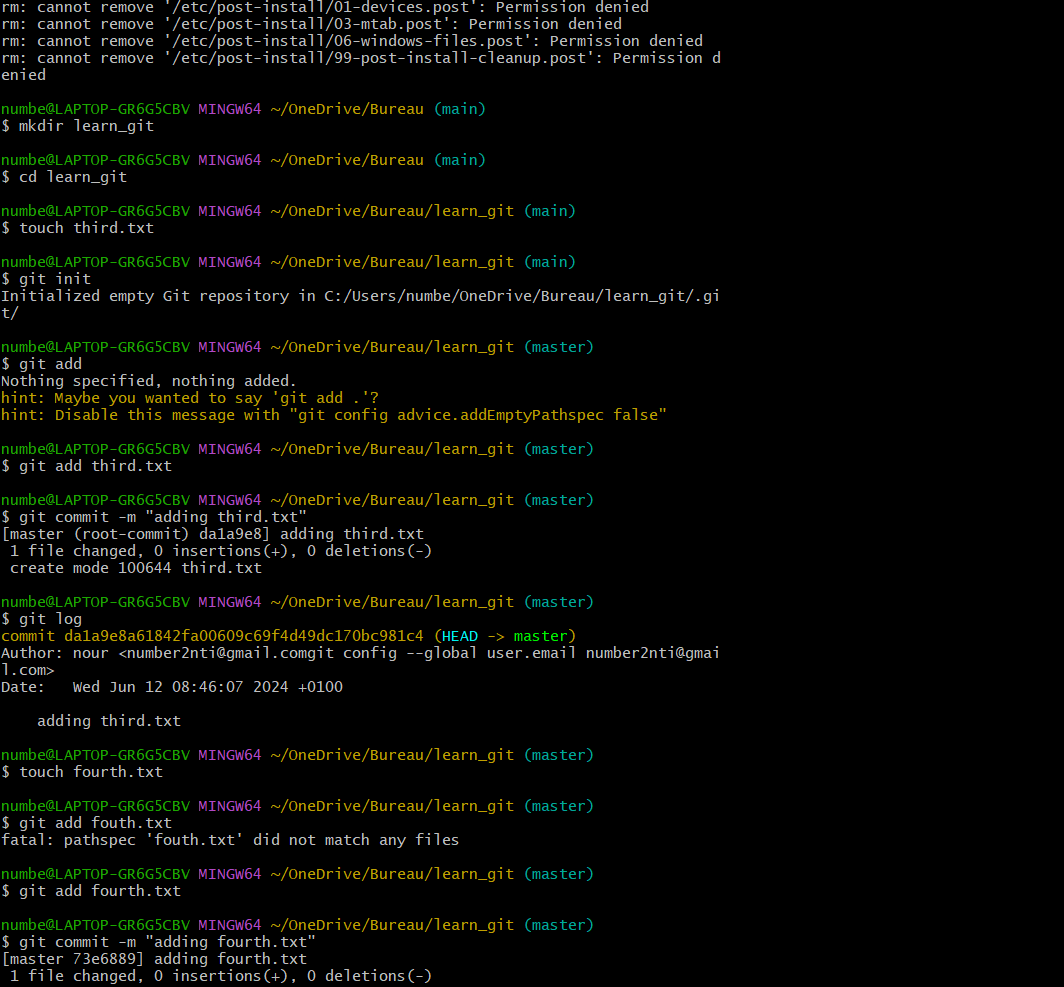 rm: cannot remove '/etc/post-install/01-devices.post': Permission denied
rm: cannot remove '/etc/post-install/03-mtab.post': Permission denied
rm: cannot remove '/etc/post-install/06-windows-files.post': Permission denied
rm: cannot remove '/etc/post-install/99-post-install-cleanup.post': Permission d
enied
numbe@LAPTOP-GR6G5CBV MINGW64 ~/OneDrive/Bureau (main)
$ mkdir learn_git
numbe@LAPTOP-GR6G5CBV MINGW64 ~/OneDrive/Bureau (main)
$ cd learn_git
numbe@LAPTOP-GR6G5CBV MINGW64 ~/OneDrive/Bureau/learn_git (main)
$ touch third.txt
numbe@LAPTOP-GR6G5CBV MINGW64 ~/OneDrive/Bureau/learn_git (main)
$ git init
Initialized empty Git repository in C:/Users/numbe/OneDrive/Bureau/learn_git/.gi
t/
numbe@LAPTOP-GR6G5CBV MINGW64 ~/OneDrive/Bureau/learn_git (master)
$ git add
Nothing specified, nothing added.
hint: Maybe you wanted to say 'git add .'?
hint: Disable this message with "git config advice.addEmptyPathspec false"
numbe@LAPTOP-GR6G5CBV MINGW64 ~/OneDrive/Bureau/learn_git (master)
$ git add third.txt
numbe@LAPTOP-GR6G5CBV MINGW64 ~/OneDrive/Bureau/learn_git (master)
$ git commit -m "adding third.txt"
[master (root-commit) da1a9e8] adding third.txt
 1 file changed, 0 insertions(+), 0 deletions(-)
 create mode 100644 third.txt
numbe@LAPTOP-GR6G5CBV MINGW64 ~/OneDrive/Bureau/learn_git (master)
$ git log
commit da1a9e8a61842fa00609c69f4d49dc170bc981c4 (HEAD -> master)
Author: nour <number2nti@gmail.comgit config --global user.email number2nti@gmai
l.com>
Date:   Wed Jun 12 08:46:07 2024 +0100
    adding third.txt
numbe@LAPTOP-GR6G5CBV MINGW64 ~/OneDrive/Bureau/learn_git (master)
$ touch fourth.txt
numbe@LAPTOP-GR6G5CBV MINGW64 ~/OneDrive/Bureau/learn_git (master)
$ git add fouth.txt
fatal: pathspec 'fouth.txt' did not match any files
numbe@LAPTOP-GR6G5CBV MINGW64 ~/OneDrive/Bureau/learn_git (master)
$ git add fourth.txt
numbe@LAPTOP-GR6G5CBV MINGW64 ~/OneDrive/Bureau/learn_git (master)
$ git commit -m "adding fourth.txt"
[master 73e6889] adding fourth.txt
 1 file changed, 0 insertions(+), 0 deletions(-)